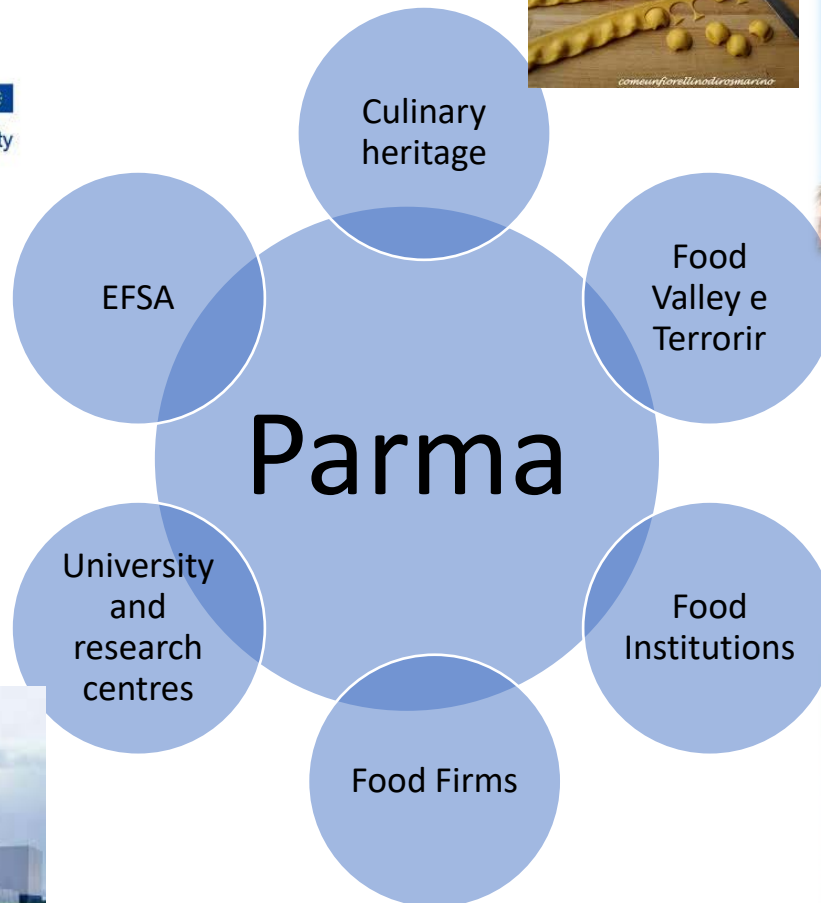 comeunfiorellinodirosmarino
Culinary
heritage
Food
Valley e
Terrorir
EFSA
Parma
University
and
research
centres
Food
Institutions
Food Firms